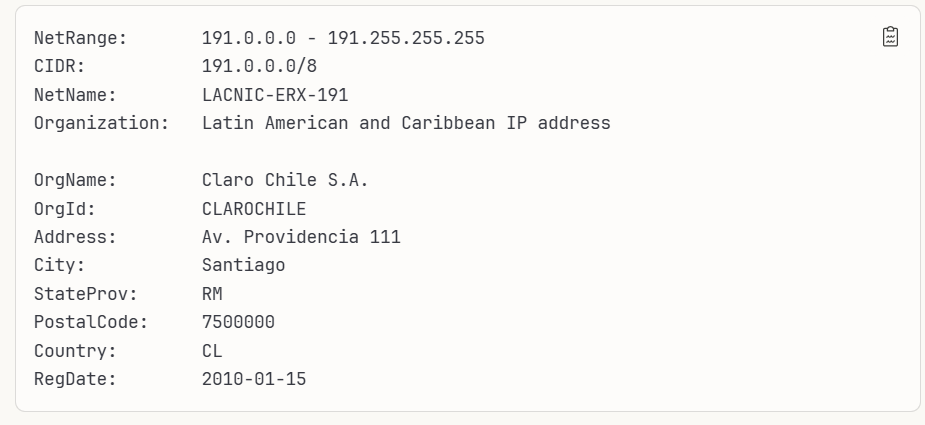 NetRange: 191.0.0.0 - 191.255.255.255
CIDR: 191.0.0.0/8
NetName: LACNIC-ERX-191
Organization: Latin American and Caribbean IP address
OrgName: Claro Chile S.A.
OrgId: CLAROCHILE
Address: Av. Providencia 111
City: Santiago
StateProv: RM
PostalCode: 7500000
Country: CL
RegDate: 2010-01-15